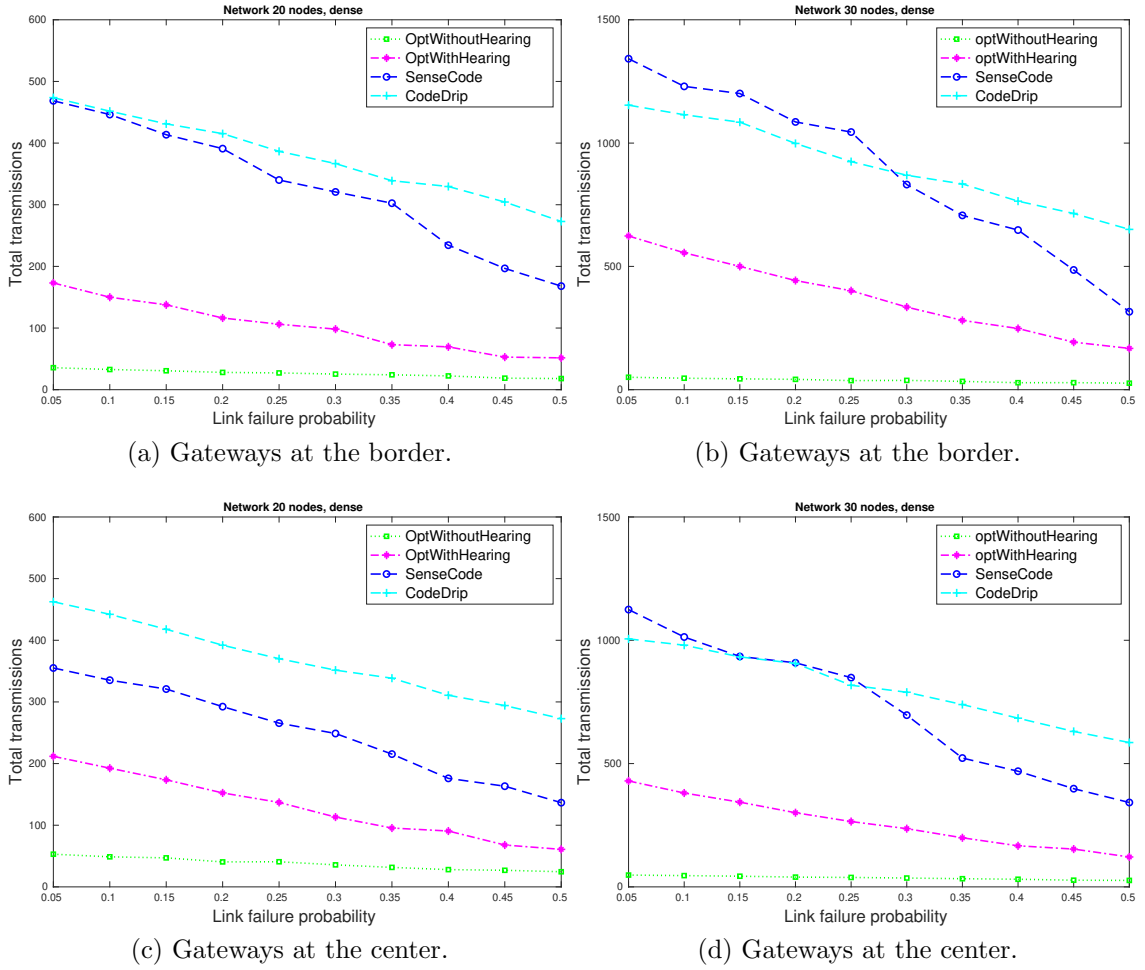 Network 20 nodes, dense
600
500
400
300
200
100
0
Total transmissions
OptWithoutHearing
OptWithHearing
SenseCode
CodeDrip
0.05 0.1 0.15 0.2 0.25 0.3 0.35 0.4 0.45 0.5
Link failure probability
(a) Gateways at the border.
Network 30 nodes, dense
1500
1000
500
0
Total transmissions
optWithoutHearing
optWithHearing
SenseCode
CodeDrip
0.05 0.1 0.15 0.2 0.25 0.3 0.35 0.4 0.45 0.5
Link failure probability
(b) Gateways at the border.
Network 20 nodes, dense
600
500
400
300
200
100
0
Total transmissions
OptWithoutHearing
OptWithHearing
SenseCode
CodeDrip
0.05 0.1 0.15 0.2 0.25 0.3 0.35 0.4 0.45 0.5
Link failure probability
(c) Gateways at the center.
Network 30 nodes, dense
1500
1000
500
0
Total transmissions
optWithoutHearing
optWithHearing
SenseCode
CodeDrip
0.05 0.1 0.15 0.2 0.25 0.3 0.35 0.4 0.45 0.5
Link failure probability
(d) Gateways at the center.